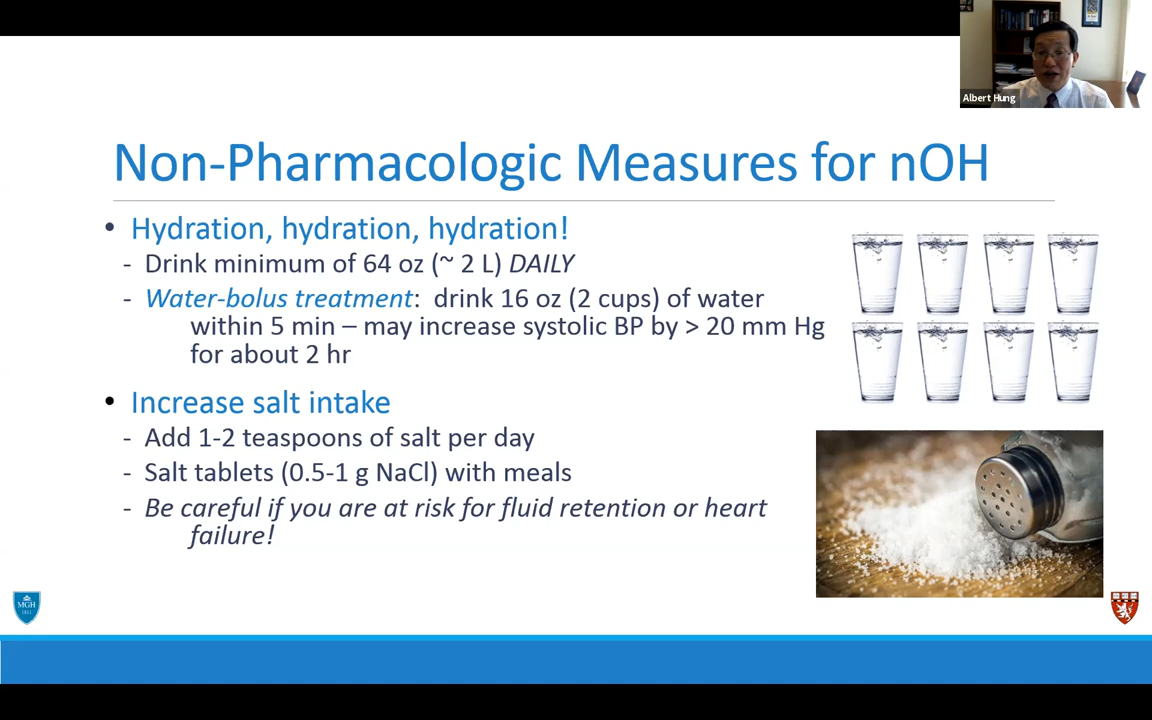 Albert Hung
Non-Pharmacologic Measures for nOH
• Hydration, hydration, hydration!
- Drink minimum of 64 oz (~ 2 L) DAILY
- Water-bolus treatment: drink 16 oz (2 cups) of water
within 5 min – may increase systolic BP by > 20 mm Hg
for about 2 hr
• Increase salt intake
- Add 1-2 teaspoons of salt per day
- Salt tablets (0.5-1 g NaCl) with meals
- Be careful if you are at risk for fluid retention or heart
failure!
MGH
1811